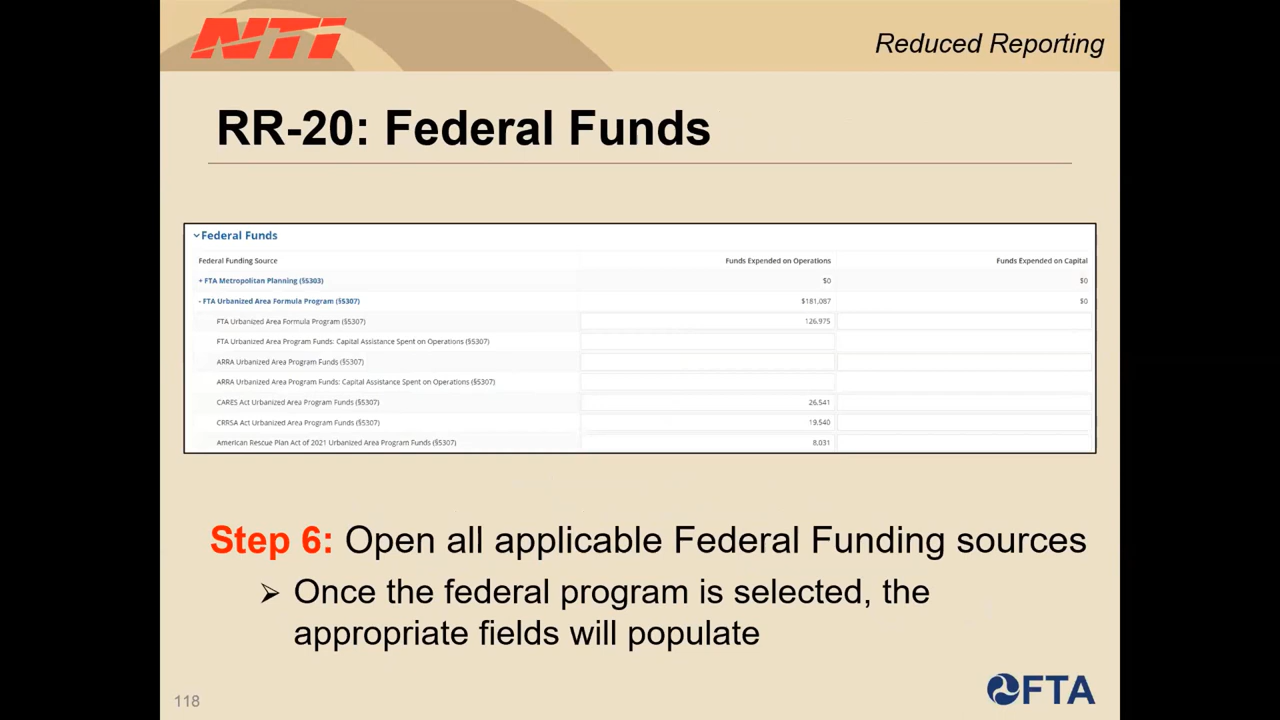 NTI
Reduced Reporting
RR-20: Federal Funds
Federal Funds
Federal Funding Source Funds Expended on Operations Funds Expended on Capital
+ FTA Metropolitan Planning (§5303) $0 $0
- FTA Urbanized Area Formula Program (§5307) $181,087 $0
FTA Urbanized Area Formula Program (§5307) 126,975
FTA Urbanized Area Program Funds: Capital Assistance Spent on Operations (§5307)
ARRA Urbanized Area Program Funds (§5307)
ARRA Urbanized Area Program Funds: Capital Assistance Spent on Operations (§5307)
CARES Act Urbanized Area Program Funds (§5307) 26,541
CRRSA Act Urbanized Area Program Funds (§5307) 19,540
American Rescue Plan Act of 2021 Urbanized Area Program Funds (§5307) 8,031
Step 6: Open all applicable Federal Funding sources
➢ Once the federal program is selected, the
appropriate fields will populate
118
FTA